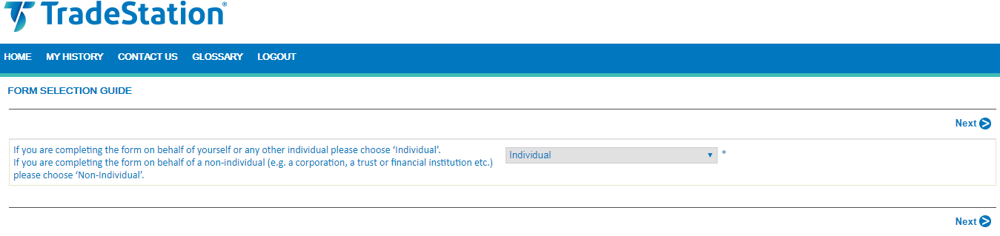 TradeStation®
HOME MY HISTORY CONTACT US GLOSSARY LOGOUT
FORM SELECTION GUIDE
Next
If you are completing the form on behalf of yourself or any other individual please choose ‘Individual’.
If you are completing the form on behalf of a non-individual (e.g. a corporation, a trust or financial institution etc.)
please choose ‘Non-Individual’.
Individual *
Next